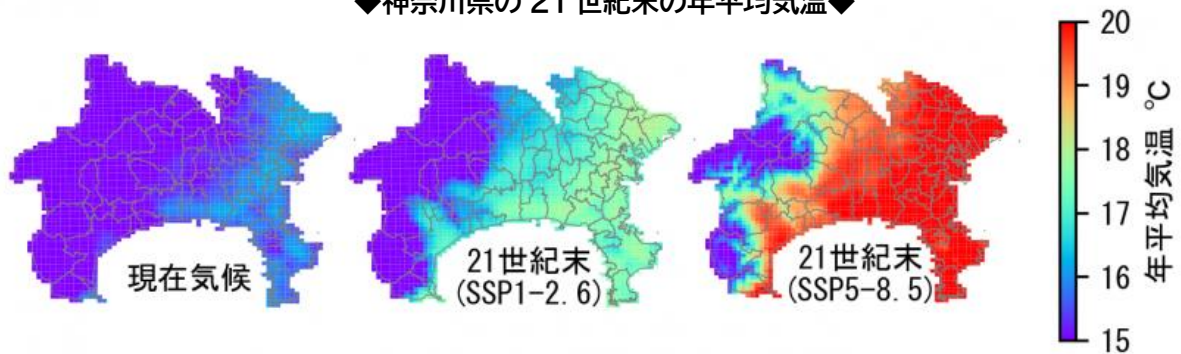 ◆神奈川県の21世紀末の年平均気温◆
現在気候
21世紀末
(SSP1-2.6)
21世紀末
(SSP5-8.5)
20
19
18
17
16
15
年平均気温 ℃